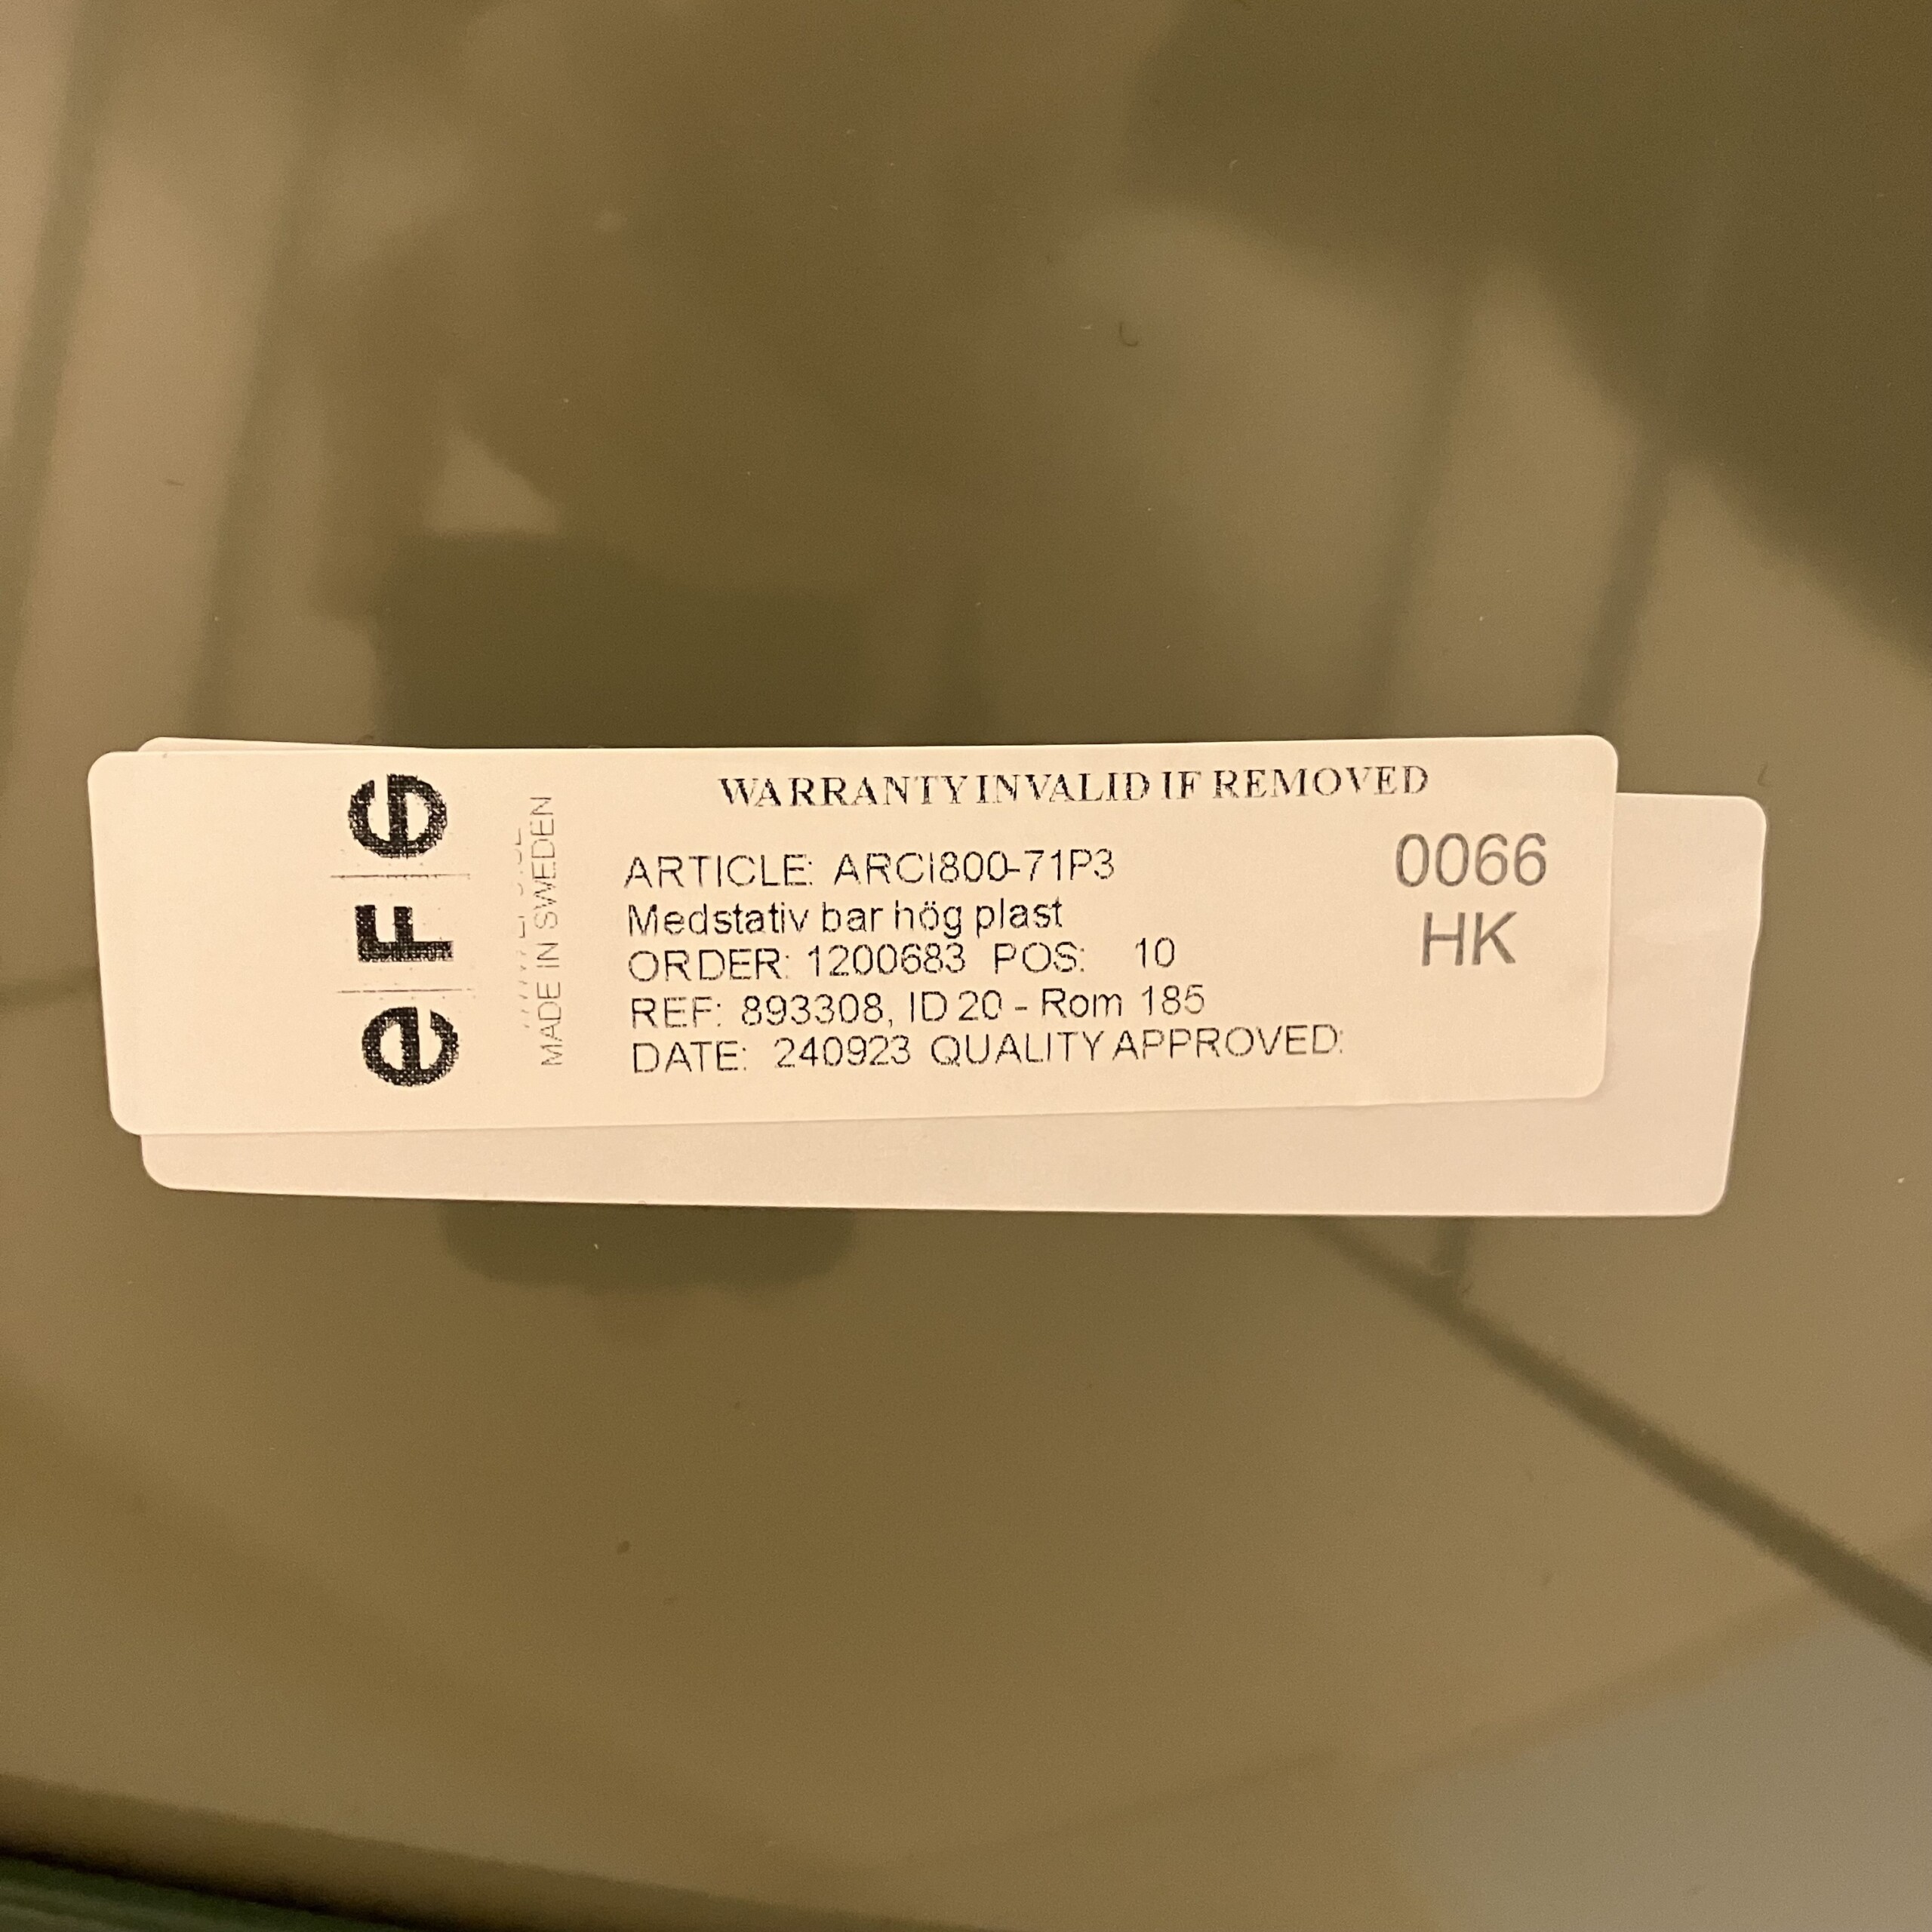 eFG
MADE IN SWEDEN
WARRANTY INVALID IF REMOVED
ARTICLE: ARCI800-71P3
Medstativ bar hög plast
ORDER: 1200683 POS: 10
REF: 893308, ID 20 - Rom 185
DATE: 240923 QUALITY APPROVED:
0066
HK